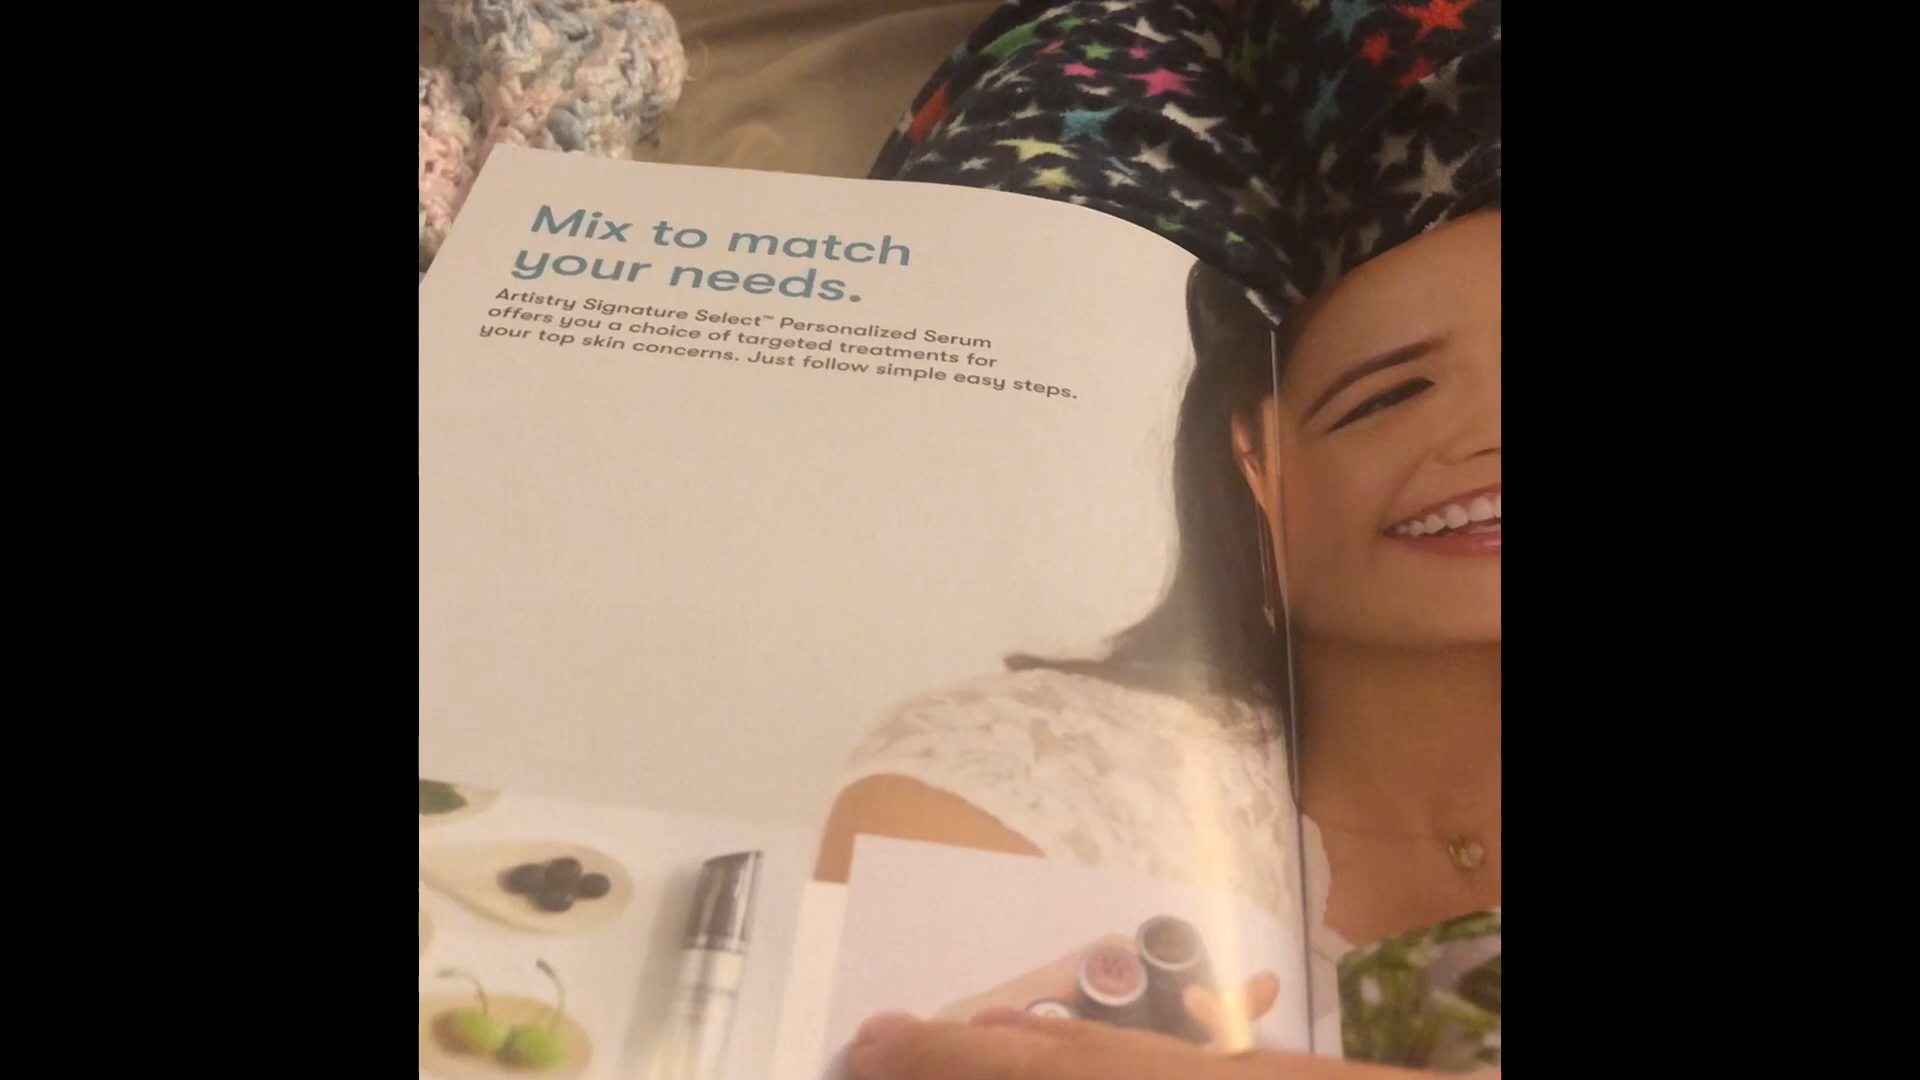 Mix to match
your needs.
Artistry Signature Select™ Personalized Serum
offers you a choice of targeted treatments for
your top skin concerns. Just follow simple easy steps.